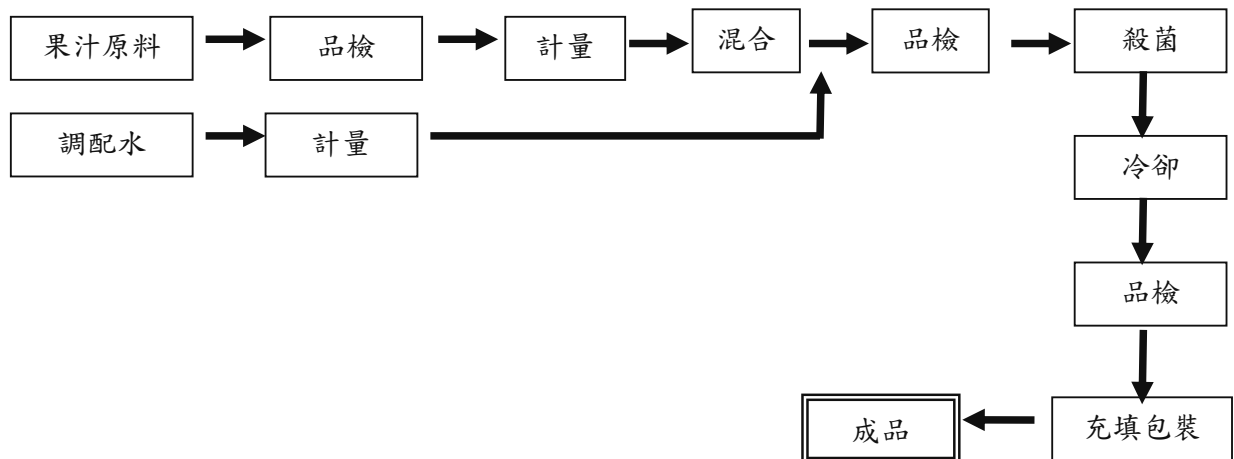 果汁原料
品檢
計量
混合
品檢
殺菌
調配水
計量
冷卻
品檢
充填包裝
成品